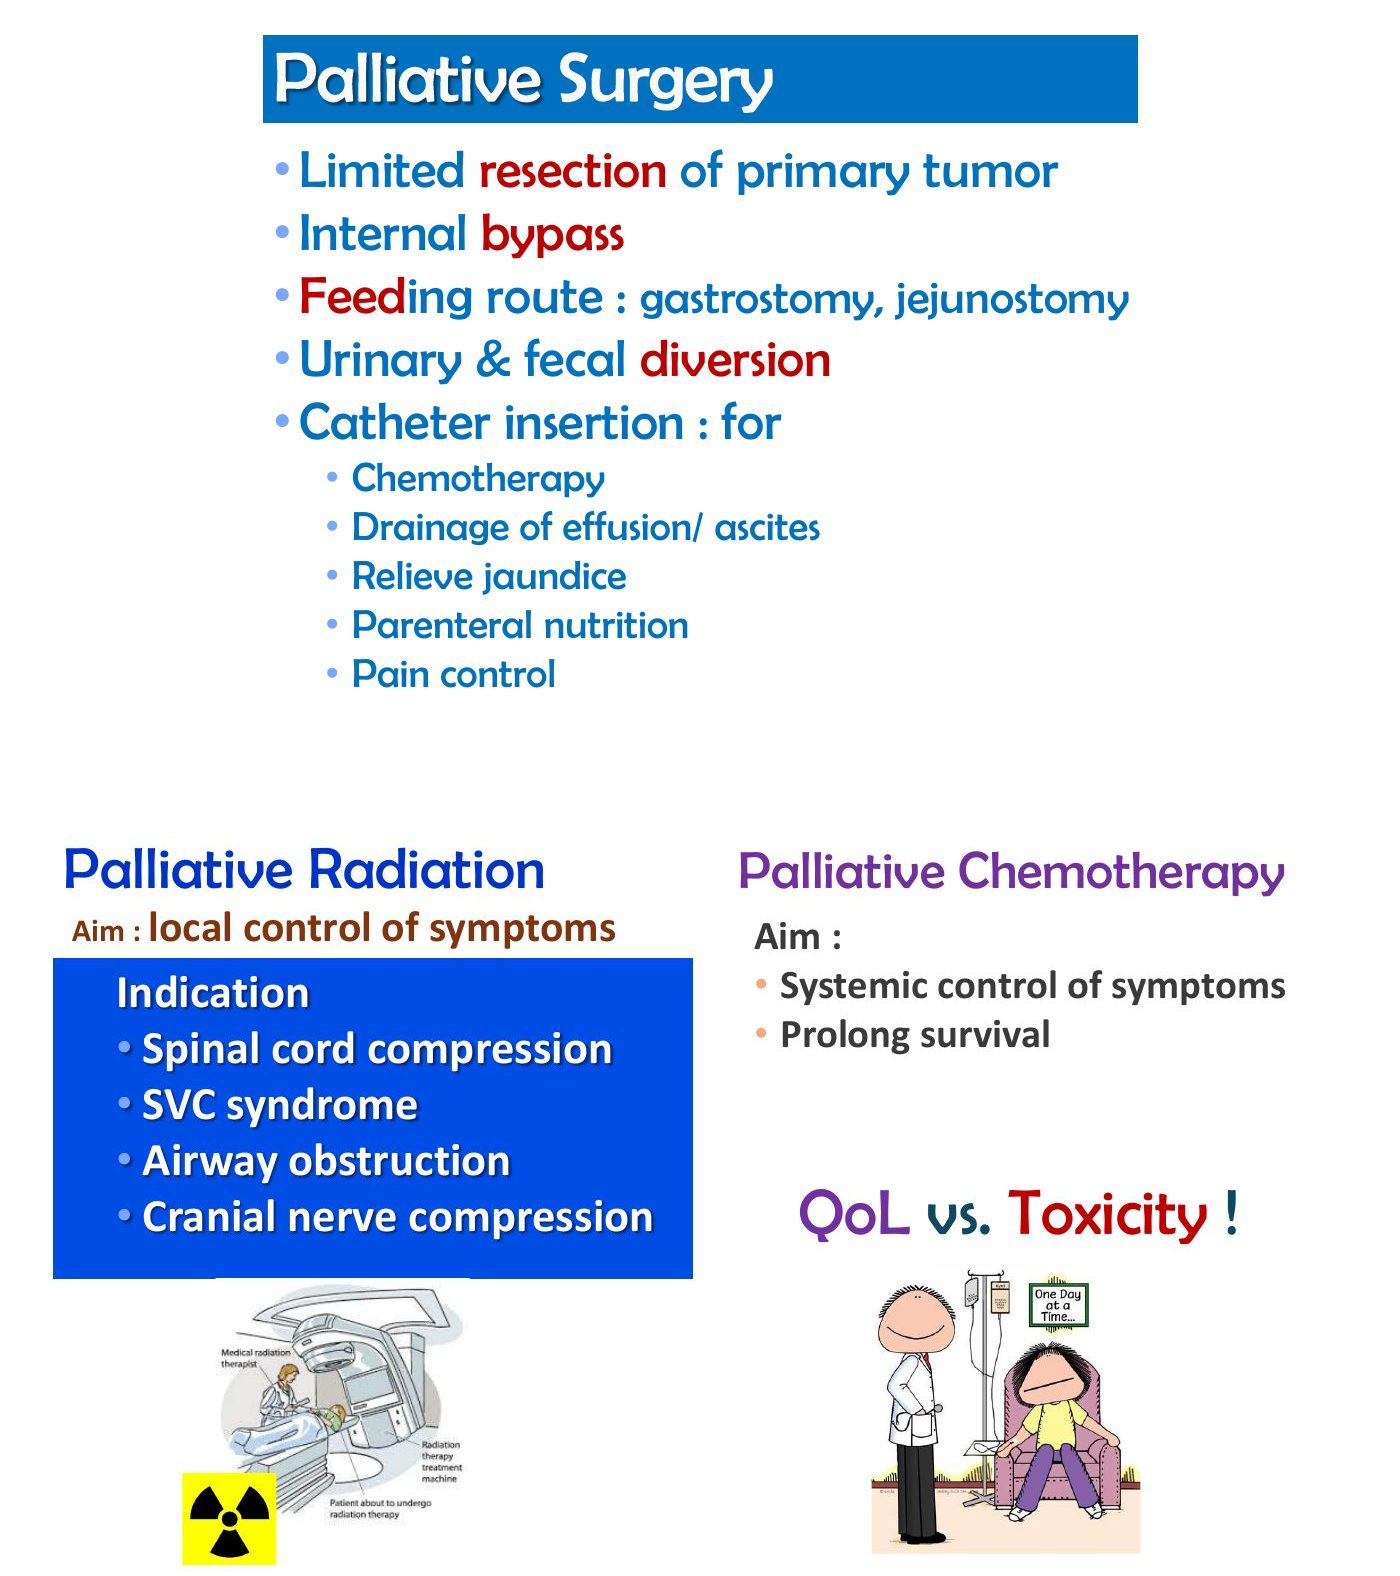 Palliative Surgery
• Limited resection of primary tumor
• Internal bypass
• Feeding route : gastrostomy, jejunostomy
• Urinary & fecal diversion
• Catheter insertion : for
• Chemotherapy
• Drainage of effusion/ ascites
• Relieve jaundice
• Parenteral nutrition
• Pain control
Palliative Radiation
Aim : local control of symptoms
Indication
• Spinal cord compression
• SVC syndrome
• Airway obstruction
• Cranial nerve compression
Medical radiation
therapist
Radiation
therapy
treatment
machine
Patient about to undergo
radiation therapy
Palliative Chemotherapy
Aim :
• Systemic control of symptoms
• Prolong survival
QoL vs. Toxicity !
One Day
at a
Time...